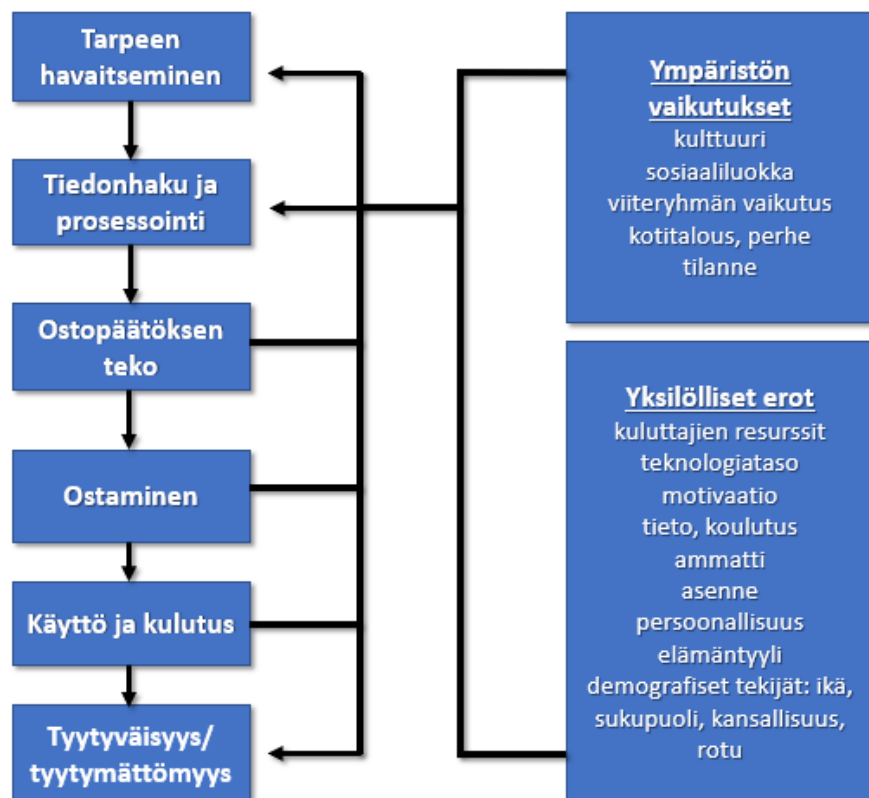 Tarpeen
havaitseminen
Tiedonhaku ja
prosessointi
Ostopäätöksen
teko
Ostaminen
Käyttö ja kulutus
Tyytyväisyys/
tyytymättömyys
Ympäristön
vaikutukset
kulttuuri
sosiaaliluokka
viiteryhmän vaikutus
kotitalous, perhe
tilanne
Yksilölliset erot
kuluttajien resurssit
teknologiataso
motivaatio
tieto, koulutus
ammatti
asenne
persoonallisuus
elämäntyyli
demografiset tekijät: ikä,
sukupuoli, kansallisuus,
rotu